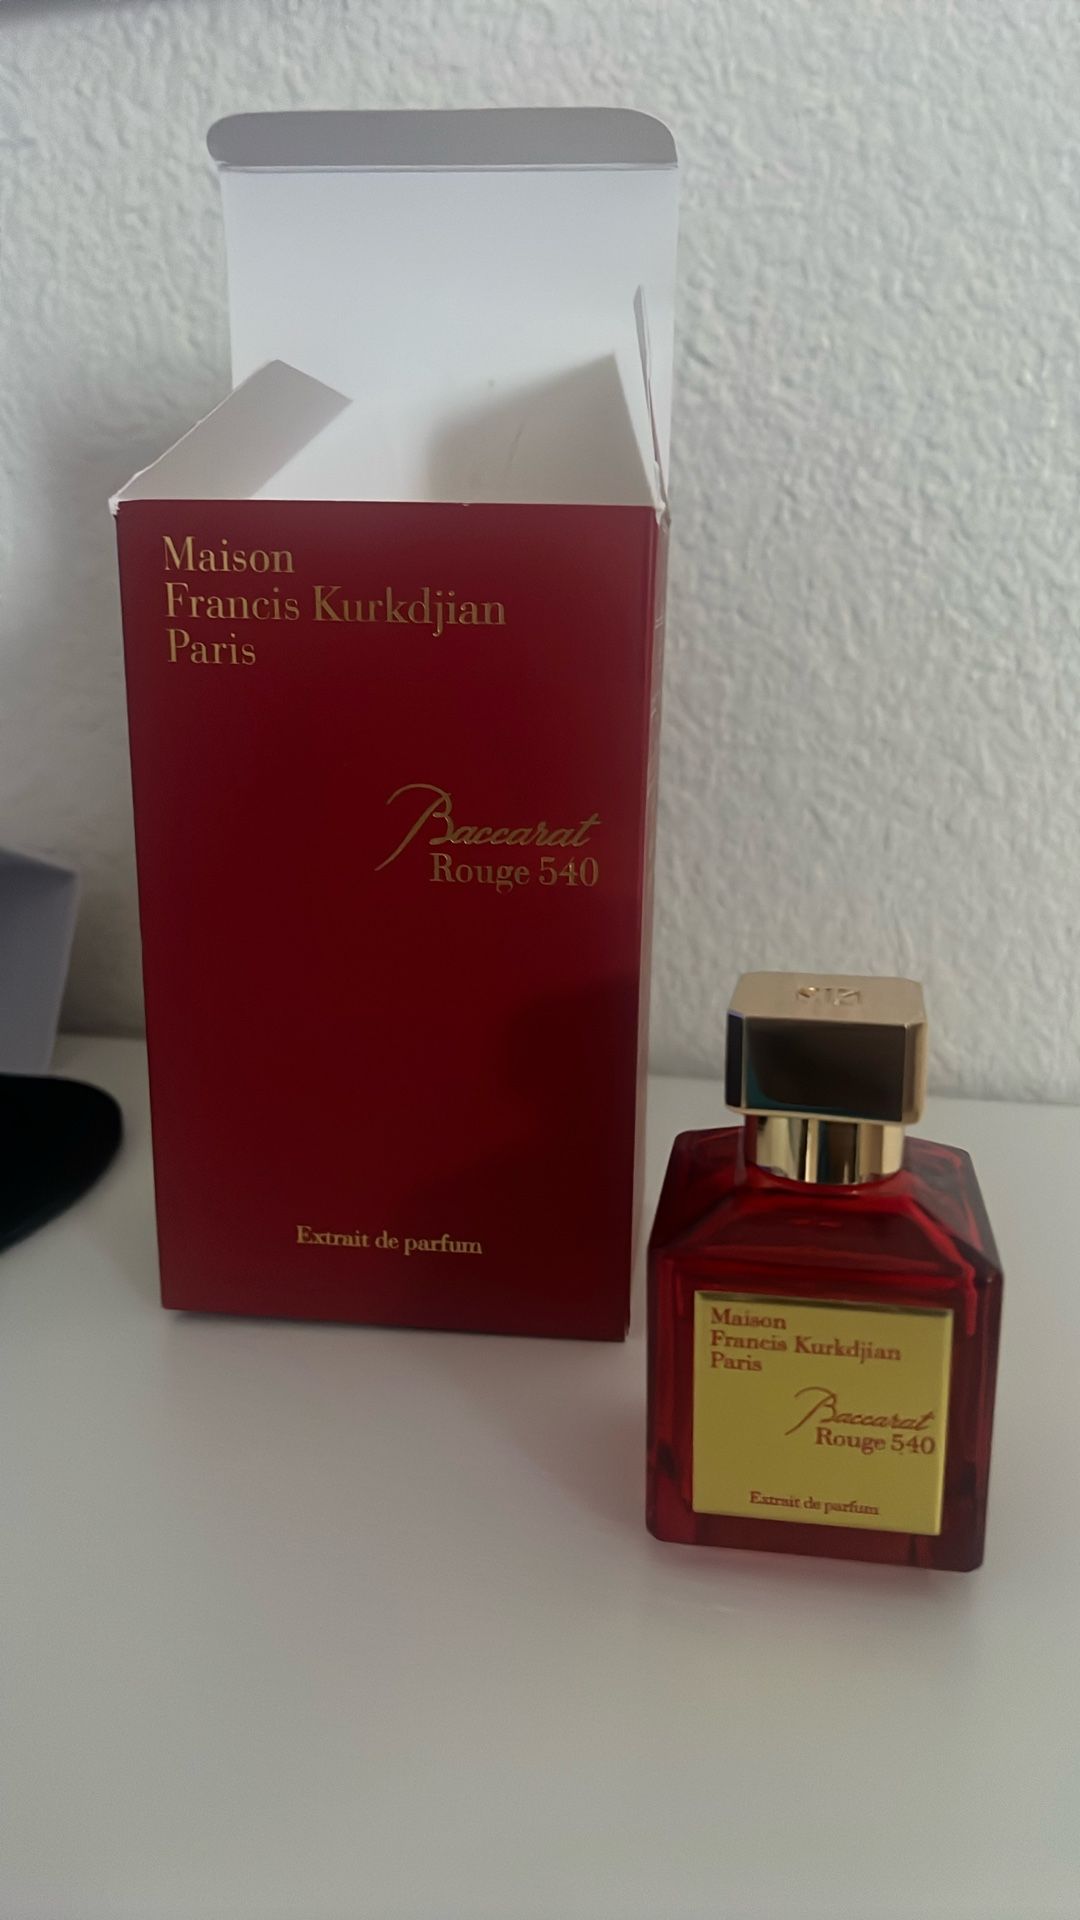 Maison
Francis Kurkdjian
Paris
Baccarat
Rouge 540
Extrait de parfum
Maison
Francis Kurkdjian
Paris
Baccarat
Rouge 540
Extrait de parfum